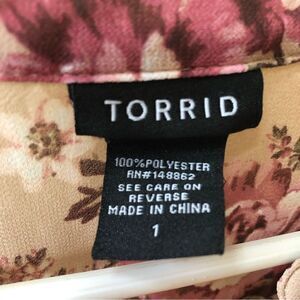 TORRID
100% POLYESTER
RN#148862
SEE CARE ON
REVERSE
MADE IN CHINA
1